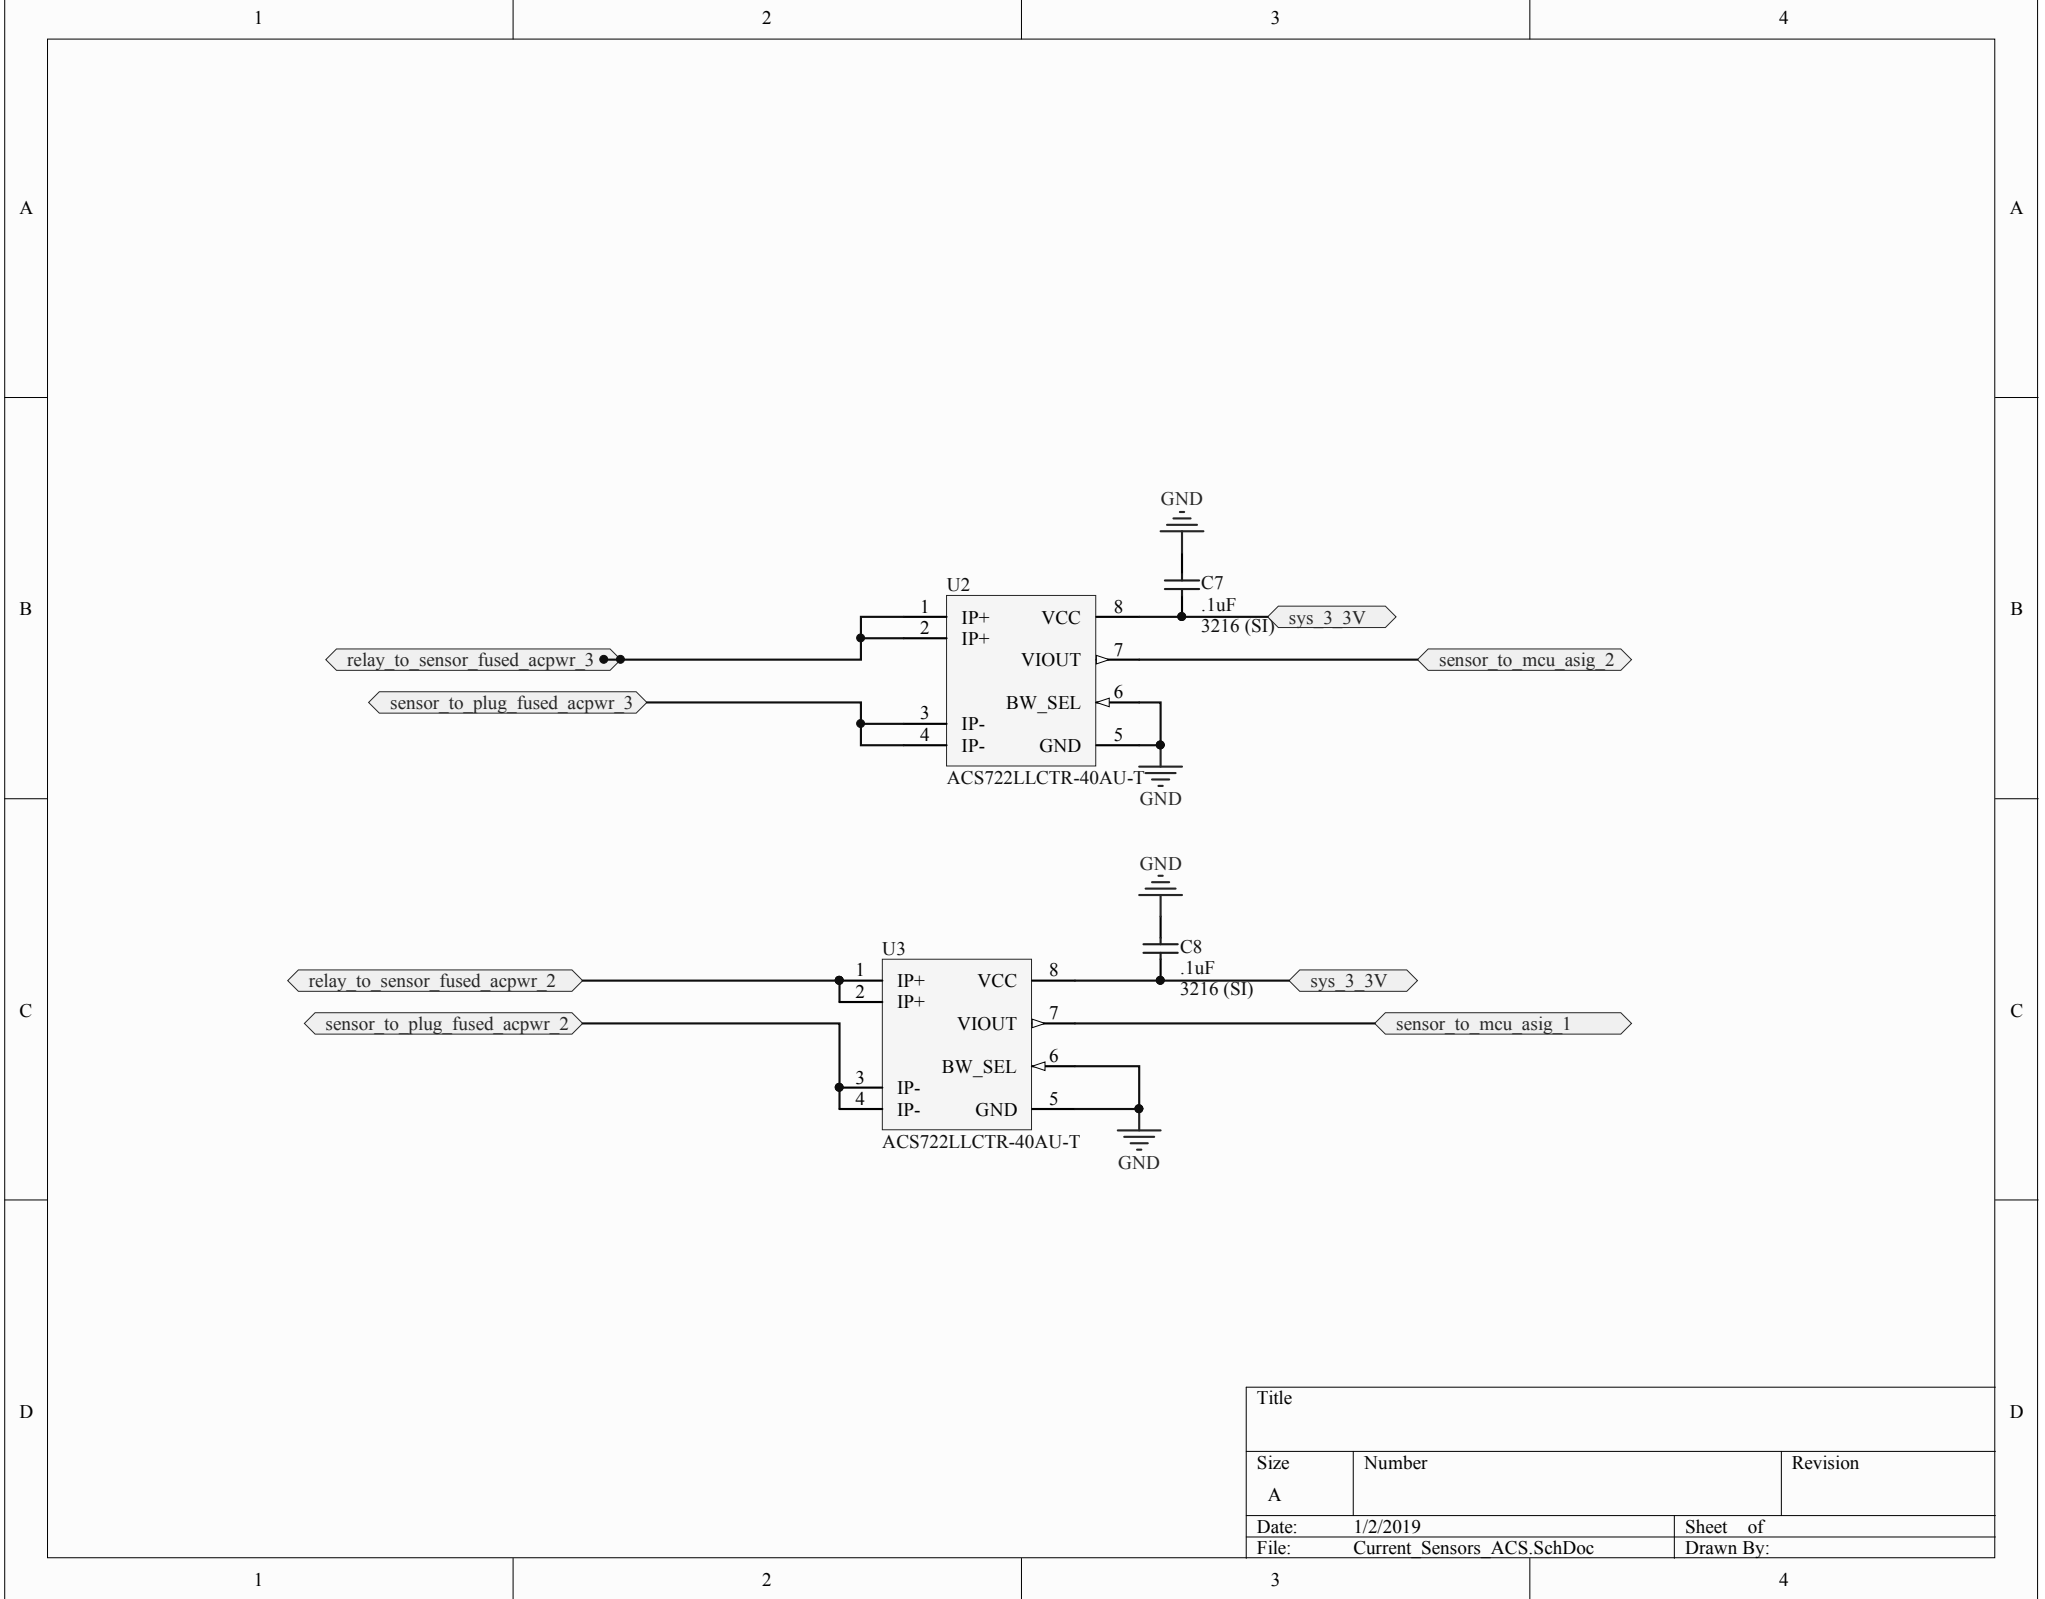 1 2 3 4
A A
GND
U2
C7
1 IP+ VCC 8 .1uF sys_3_3V
2 IP+ 3216 (SI)
B B
relay_to_sensor_fused_acpwr_3 VIOUT 7 sensor_to_mcu_asig_2
sensor_to_plug_fused_acpwr_3 BW_SEL 6
3 IP-
4 IP- GND 5
ACS722LLCTR-40AU-T
GND
GND
U3
C8
relay_to_sensor_fused_acpwr_2 1 IP+ VCC 8 .1uF sys_3_3V
2 IP+ 3216 (SI)
C C
sensor_to_plug_fused_acpwr_2 VIOUT 7 sensor_to_mcu_asig_1
BW_SEL 6
3 IP-
4 IP- GND 5
ACS722LLCTR-40AU-T
GND
Title
D D
Size Number Revision
A
Date: 1/2/2019 Sheet of
File: Current_Sensors_ACS.SchDoc Drawn By:
1 2 3 4